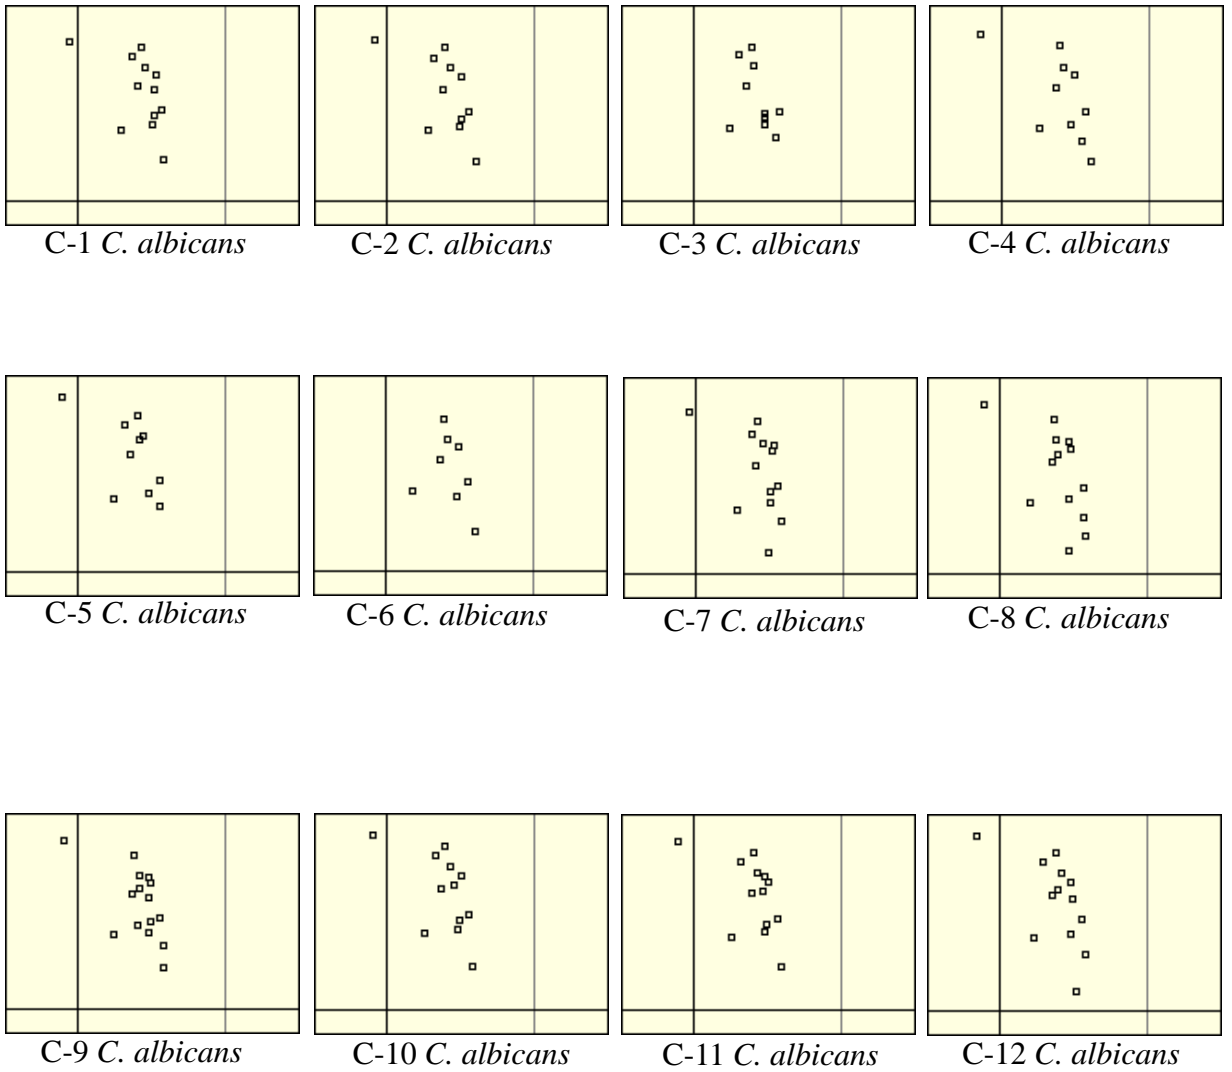 C-1 C. albicans
C-2 C. albicans
C-3 C. albicans
C-4 C. albicans
C-5 C. albicans
C-6 C. albicans
C-7 C. albicans
C-8 C. albicans
C-9 C. albicans
C-10 C. albicans
C-11 C. albicans
C-12 C. albicans